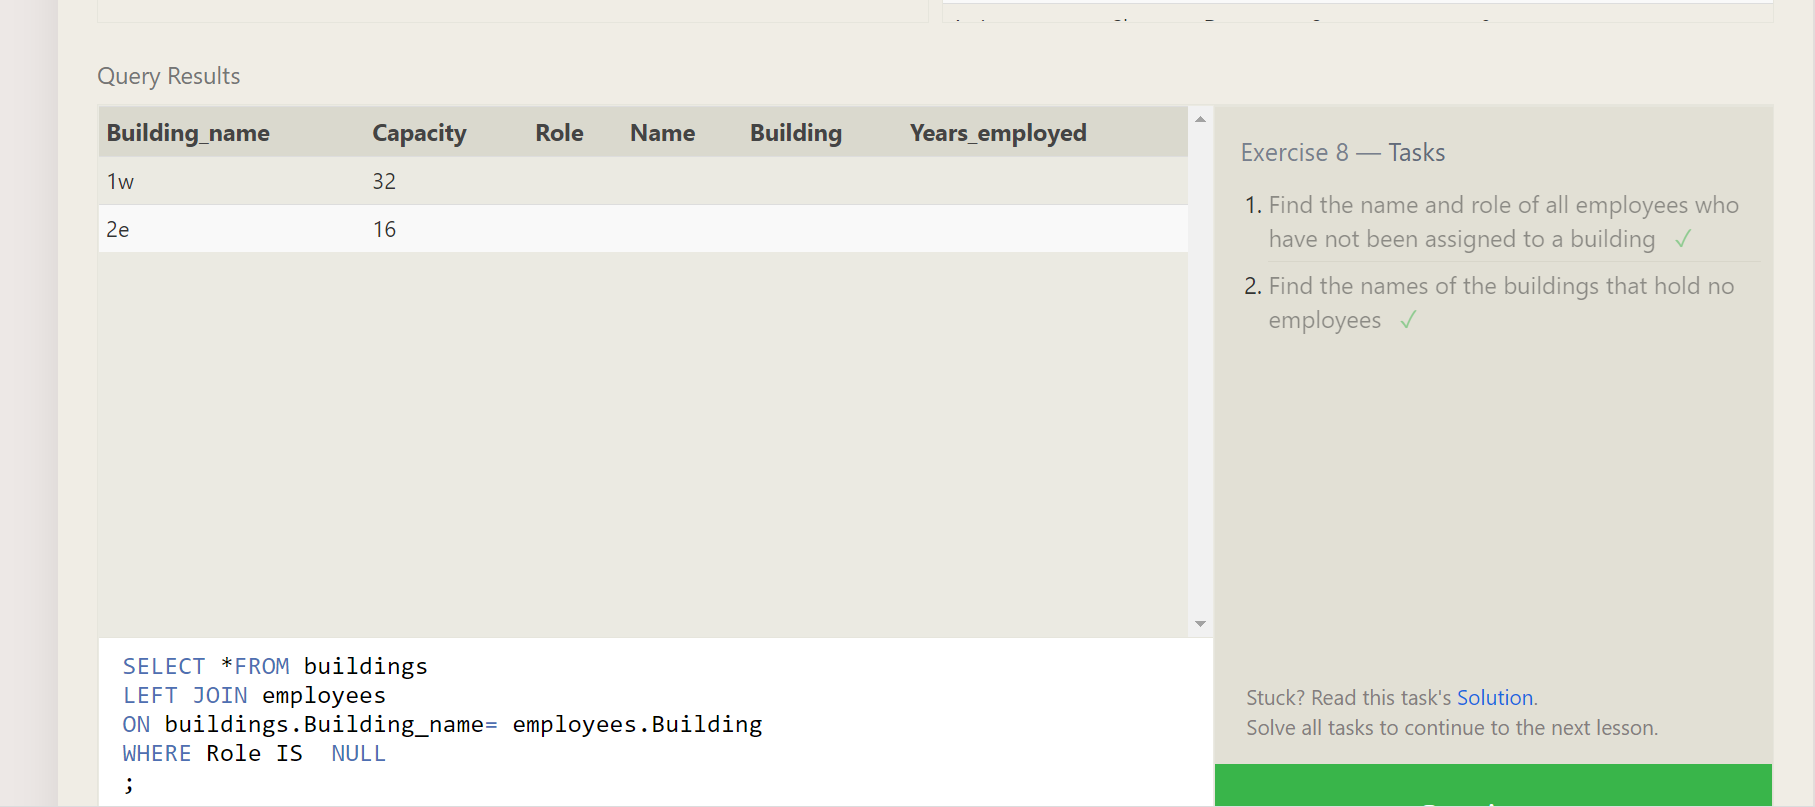 Query Results
Building_name Capacity Role Name Building Years_employed
1w 32
2e 16
SELECT *FROM buildings
LEFT JOIN employees
ON buildings.Building_name= employees.Building
WHERE Role IS  NULL
;
Exercise 8 — Tasks
1. Find the name and role of all employees who
have not been assigned to a building ✓
2. Find the names of the buildings that hold no
employees ✓
Stuck? Read this task's Solution.
Solve all tasks to continue to the next lesson.